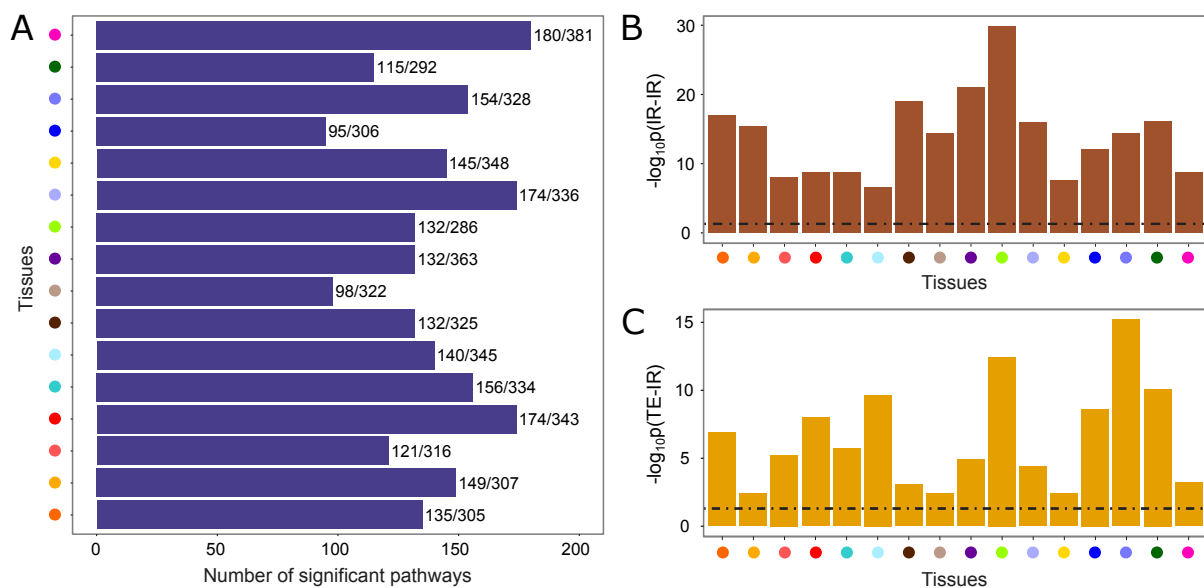 A
Tissues
180/381
115/292
154/328
95/306
145/348
174/336
132/286
132/363
98/322
132/325
140/345
156/334
174/343
121/316
149/307
135/305
0 50 100 150 200
Number of significant pathways
B
-log10p(IR-IR)
30
20
10
0
Tissues
C
-log10p(TE-IR)
15
10
5
0
Tissues